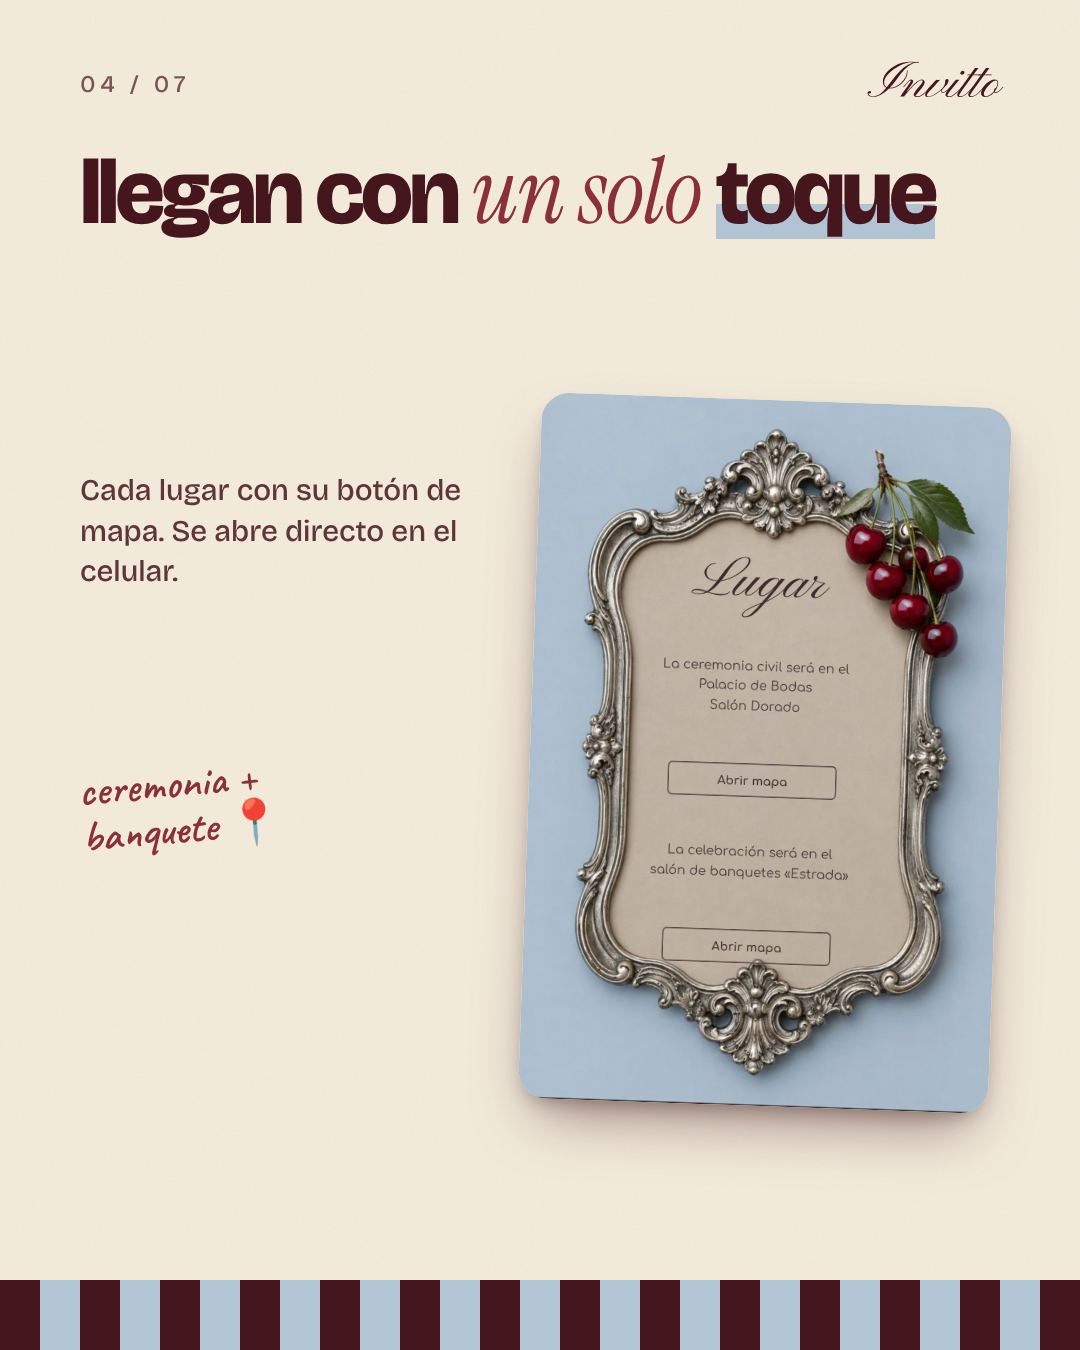 04 / 07
Invitto
llegan con un solo toque
Cada lugar con su botón de
mapa. Se abre directo en el
celular.
ceremonia +
banquete 📍
Lugar
La ceremonia civil será en el
Palacio de Bodas
Salón Dorado
Abrir mapa
La celebración será en el
salón de banquetes «Estrada»
Abrir mapa